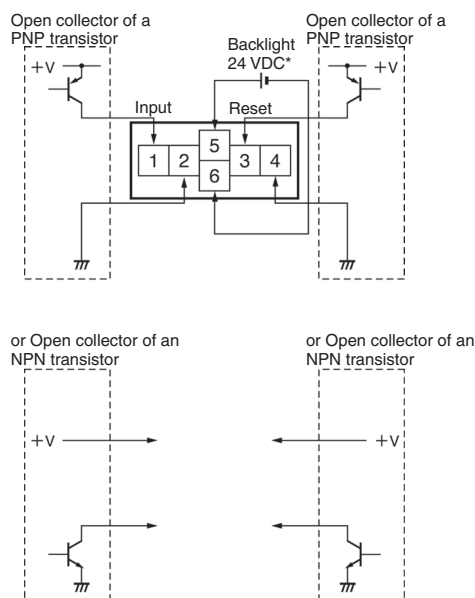 Open collector of a
PNP transistor
Open collector of a
PNP transistor
Backlight
24 VDC*
+V
+V
Input
Reset
1
2
5
6
3
4
or Open collector of an
NPN transistor
or Open collector of an
NPN transistor
+V
+V